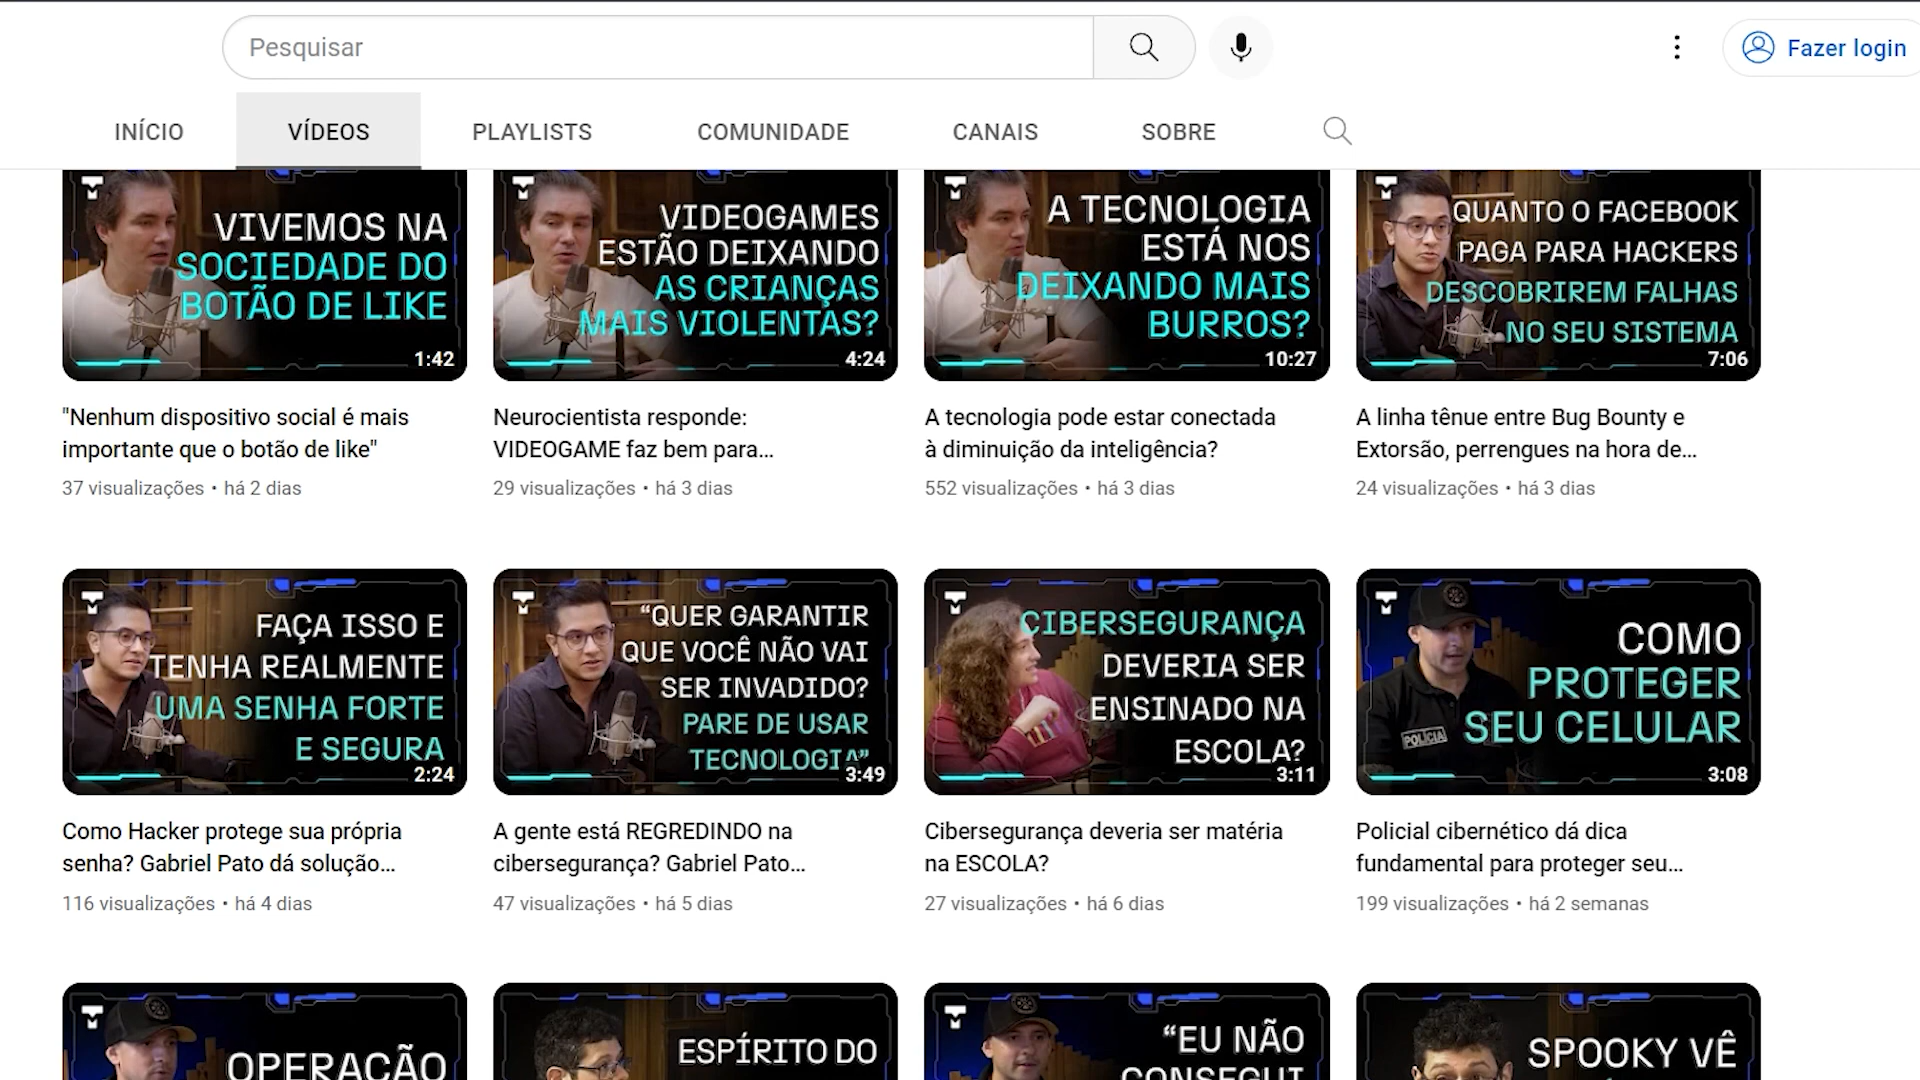 Pesquisar
Fazer login
INÍCIO
VÍDEOS
PLAYLISTS
COMUNIDADE
CANAIS
SOBRE
VIVEMOS NA
SOCIEDADE DO
BOTÃO DE LIKE
1:42
VIDEOGAMES
ESTÃO DEIXANDO
AS CRIANÇAS
MAIS VIOLENTAS?
4:24
A TECNOLOGIA
ESTÁ NOS
DEIXANDO MAIS
BURROS?
10:27
QUANTO O FACEBOOK
PAGA PARA HACKERS
DESCOBRIREM FALHAS
NO SEU SISTEMA
7:06
"Nenhum dispositivo social é mais
importante que o botão de like"
37 visualizações • há 2 dias
Neurocientista responde:
VIDEOGAME faz bem para...
29 visualizações • há 3 dias
A tecnologia pode estar conectada
à diminuição da inteligência?
552 visualizações • há 3 dias
A linha tênue entre Bug Bounty e
Extorsão, perrengues na hora de...
24 visualizações • há 3 dias
FAÇA ISSO E
TENHA REALMENTE
UMA SENHA FORTE
E SEGURA
2:24
“QUER GARANTIR
QUE VOCÊ NÃO VAI
SER INVADIDO?
PARE DE USAR
TECNOLOGIA”
3:49
CIBERSEGURANÇA
DEVERIA SER
ENSINADO NA
ESCOLA?
3:11
COMO
PROTEGER
SEU CELULAR
POLÍCIA
3:08
Como Hacker protege sua própria
senha? Gabriel Pato dá solução...
116 visualizações • há 4 dias
A gente está REGREDINDO na
cibersegurança? Gabriel Pato...
47 visualizações • há 5 dias
Cibersegurança deveria ser matéria
na ESCOLA?
27 visualizações • há 6 dias
Policial cibernético dá dica
fundamental para proteger seu...
199 visualizações • há 2 semanas
OPERAÇÃO
ESPÍRITO DO
“EU NÃO
CONSEGUI
SPOOKY VÊ